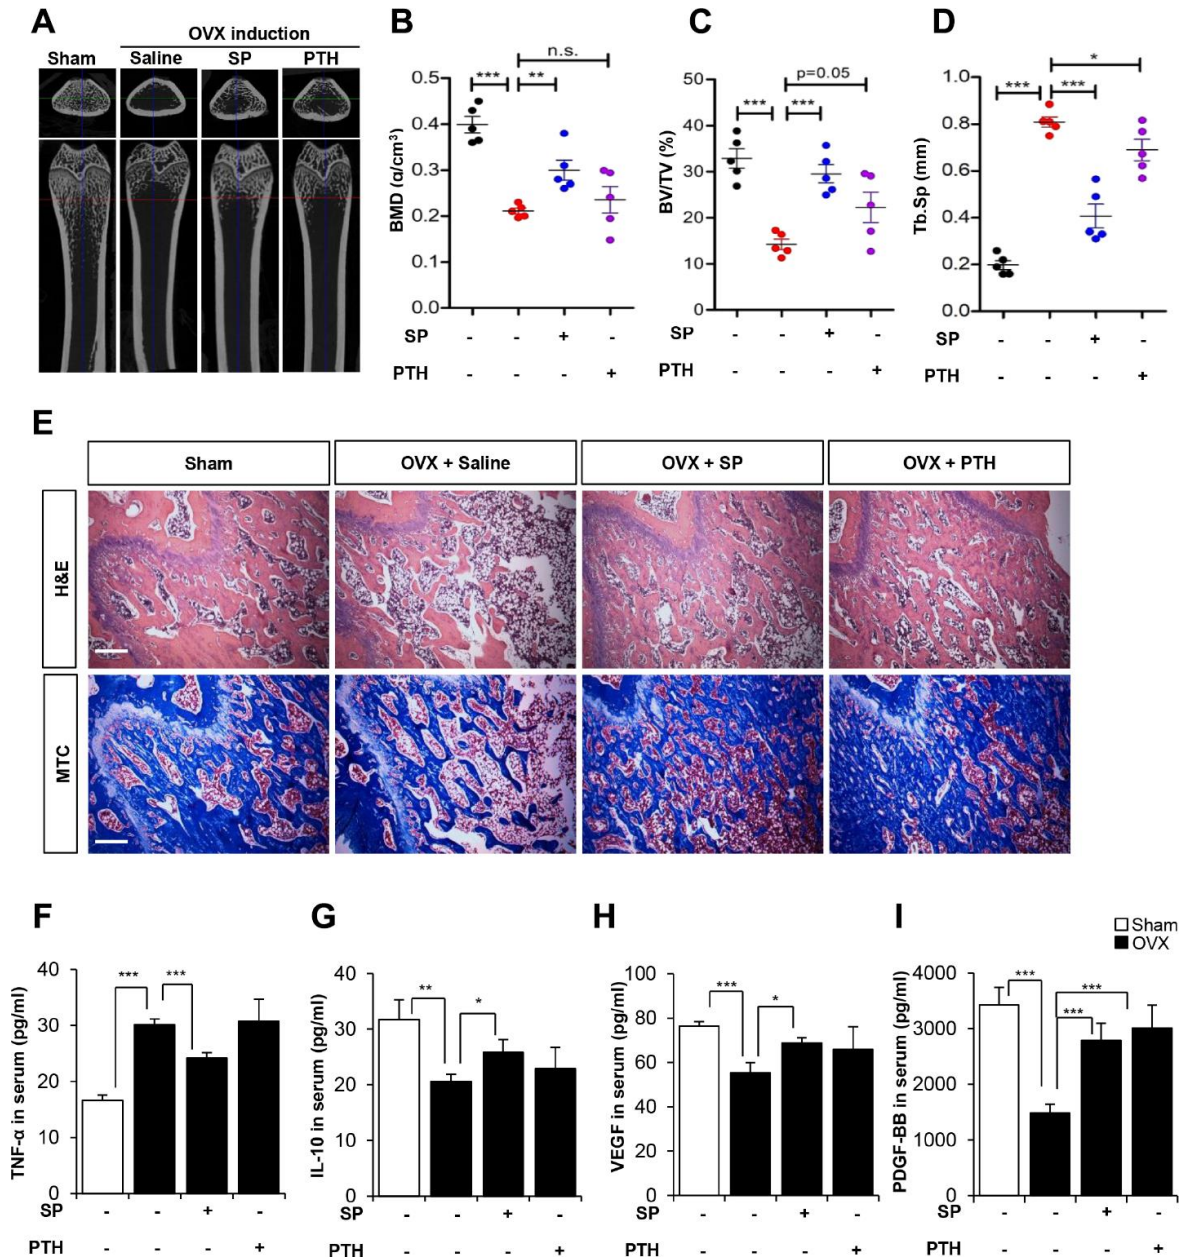 A
OVX induction
Sham Saline SP PTH
B
n.s.
*** **
BMD (g/cm³)
0.5
0.4
0.3
0.2
0.1
0.0
SP - - + -
PTH - - - +
C
p=0.05
*** ***
BV/TV (%)
50
40
30
20
10
0
SP - - + -
PTH - - - +
D
*
*** ***
Tb.Sp (mm)
1.0
0.8
0.6
0.4
0.2
0.0
SP - - + -
PTH - - - +
E
Sham OVX + Saline OVX + SP OVX + PTH
H&E
MTC
F
*** ***
TNF-α in serum (pg/ml)
40
30
20
10
0
SP - - + -
PTH - - - +
G
** *
IL-10 in serum (pg/ml)
40
30
20
10
0
SP - - + -
PTH - - - +
H
*** *
VEGF in serum (pg/ml)
100
80
60
40
20
0
SP - - + -
PTH - - - +
I
Sham
OVX
*** ***
***
PDGF-BB in serum (pg/ml)
4000
3000
2000
1000
0
SP - - + -
PTH - - - +